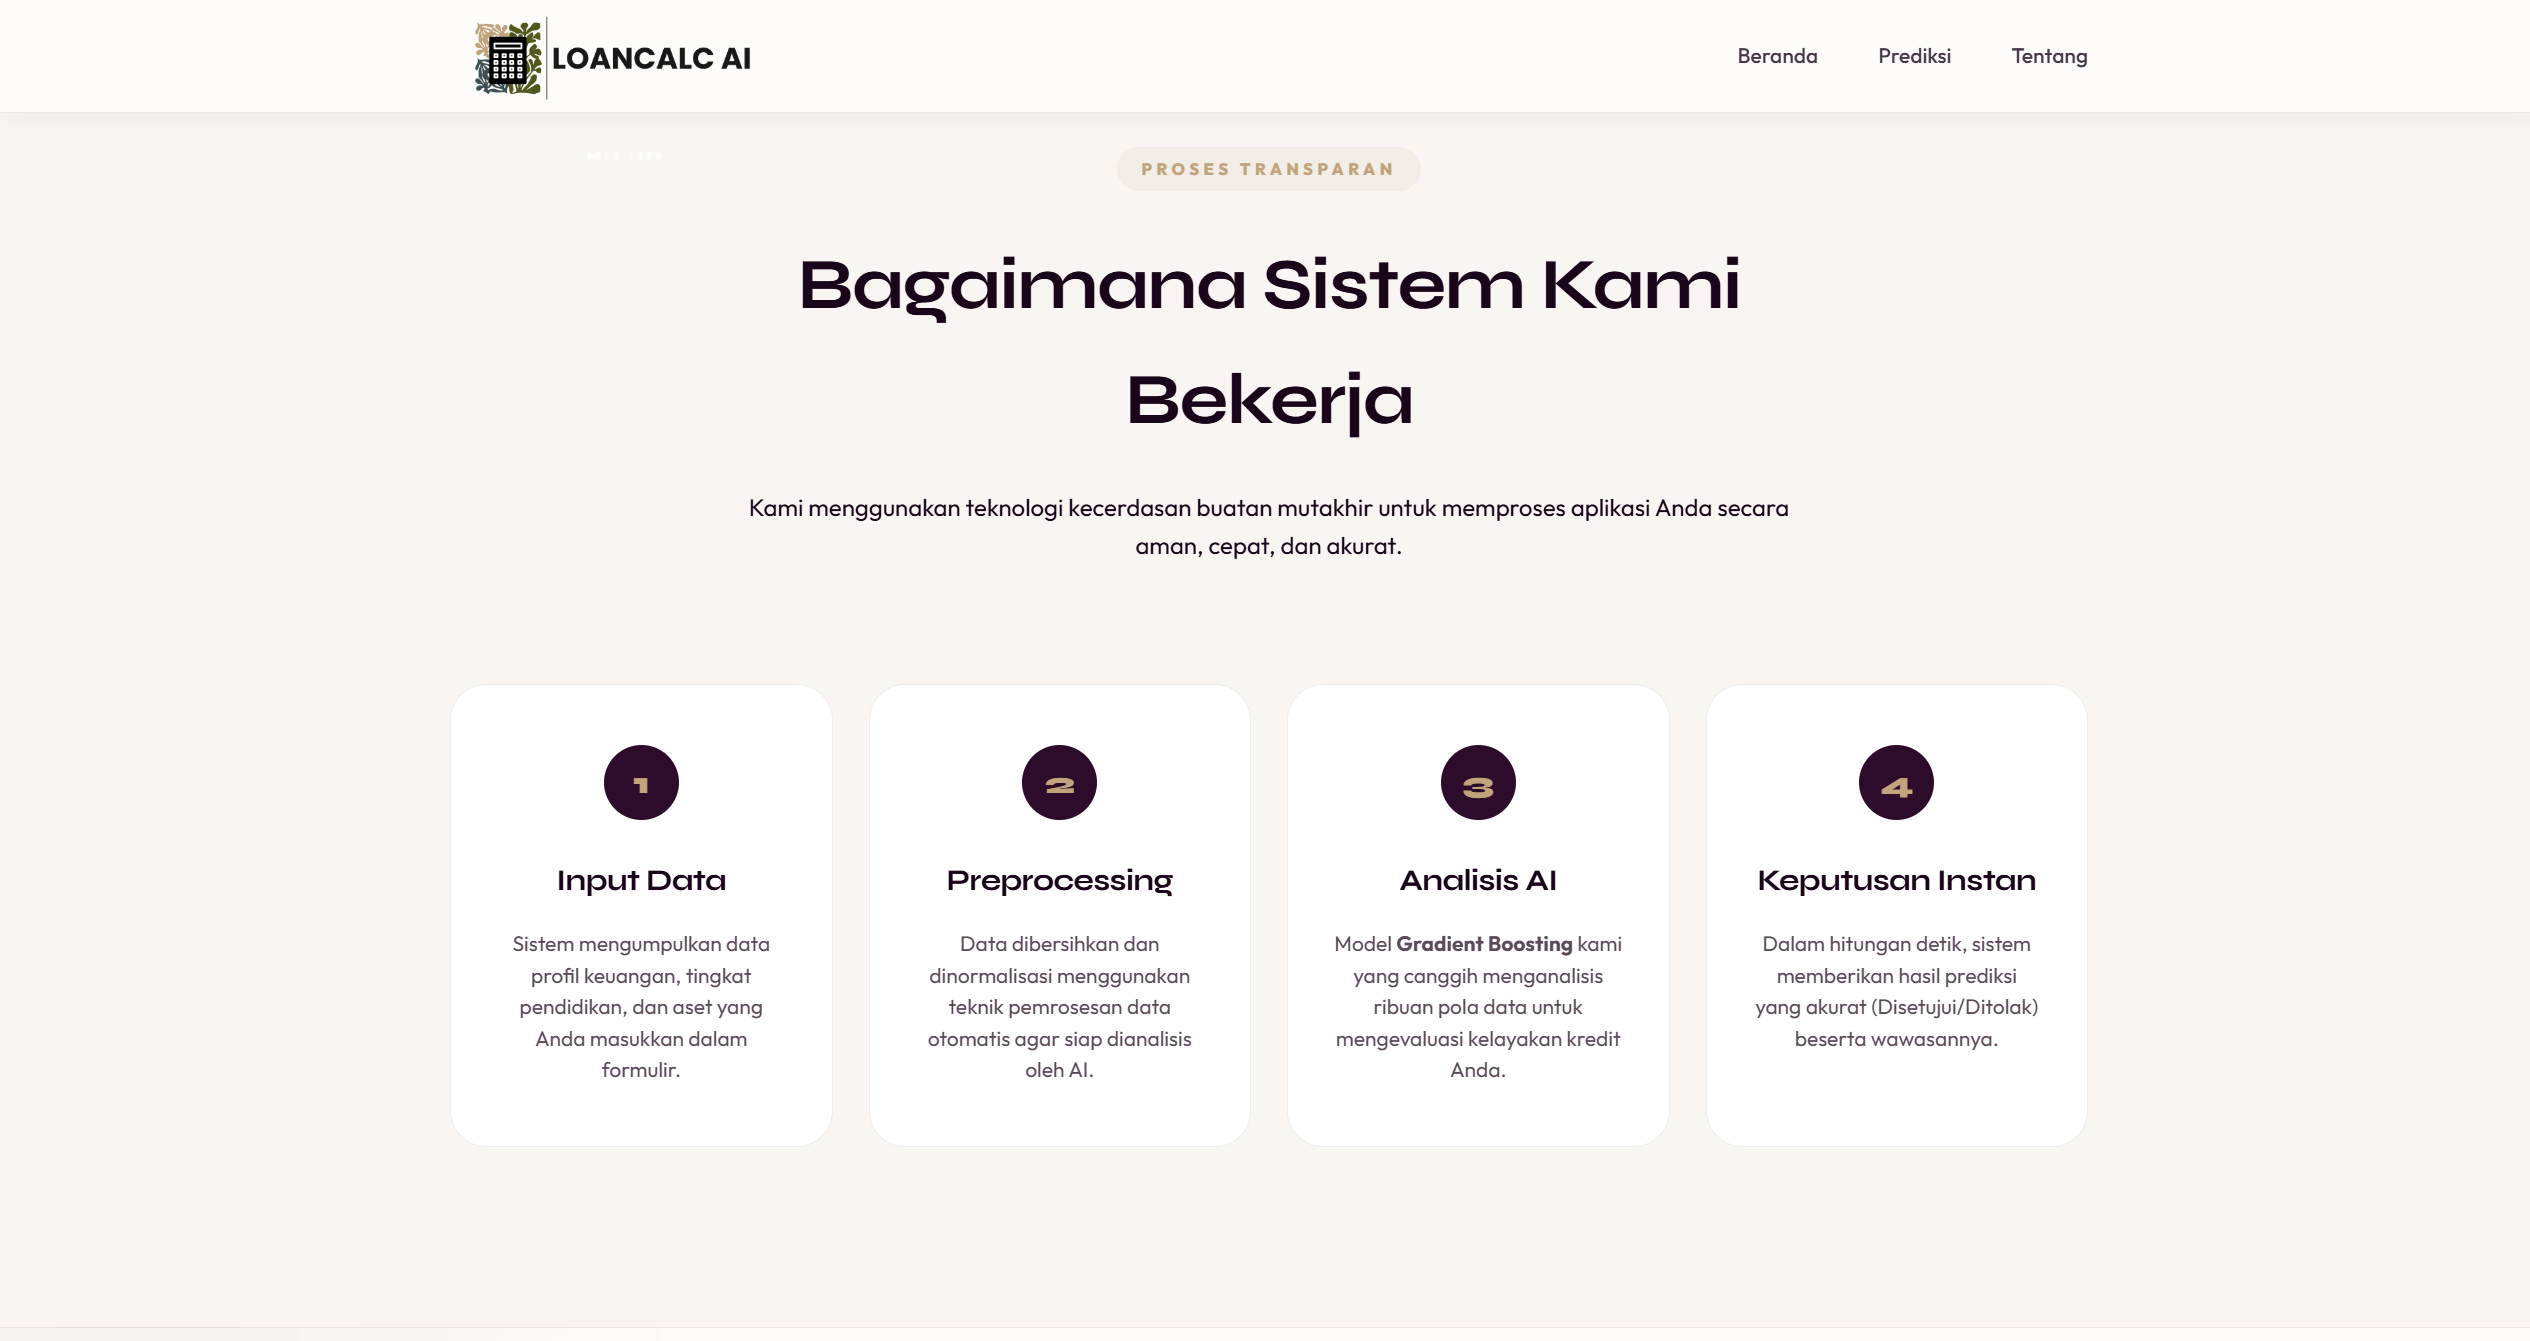 LOANCALC AI
Beranda
Prediksi
Tentang
PROSES TRANSPARAN
Bagaimana Sistem Kami
Bekerja
Kami menggunakan teknologi kecerdasan buatan mutakhir untuk memproses aplikasi Anda secara
aman, cepat, dan akurat.
1
Input Data
Sistem mengumpulkan data
profil keuangan, tingkat
pendidikan, dan aset yang
Anda masukkan dalam
formulir.
2
Preprocessing
Data dibersihkan dan
dinormalisasi menggunakan
teknik pemrosesan data
otomatis agar siap dianalisis
oleh AI.
3
Analisis AI
Model Gradient Boosting kami
yang canggih menganalisis
ribuan pola data untuk
mengevaluasi kelayakan kredit
Anda.
4
Keputusan Instan
Dalam hitungan detik, sistem
memberikan hasil prediksi
yang akurat (Disetujui/Ditolak)
beserta wawasannya.